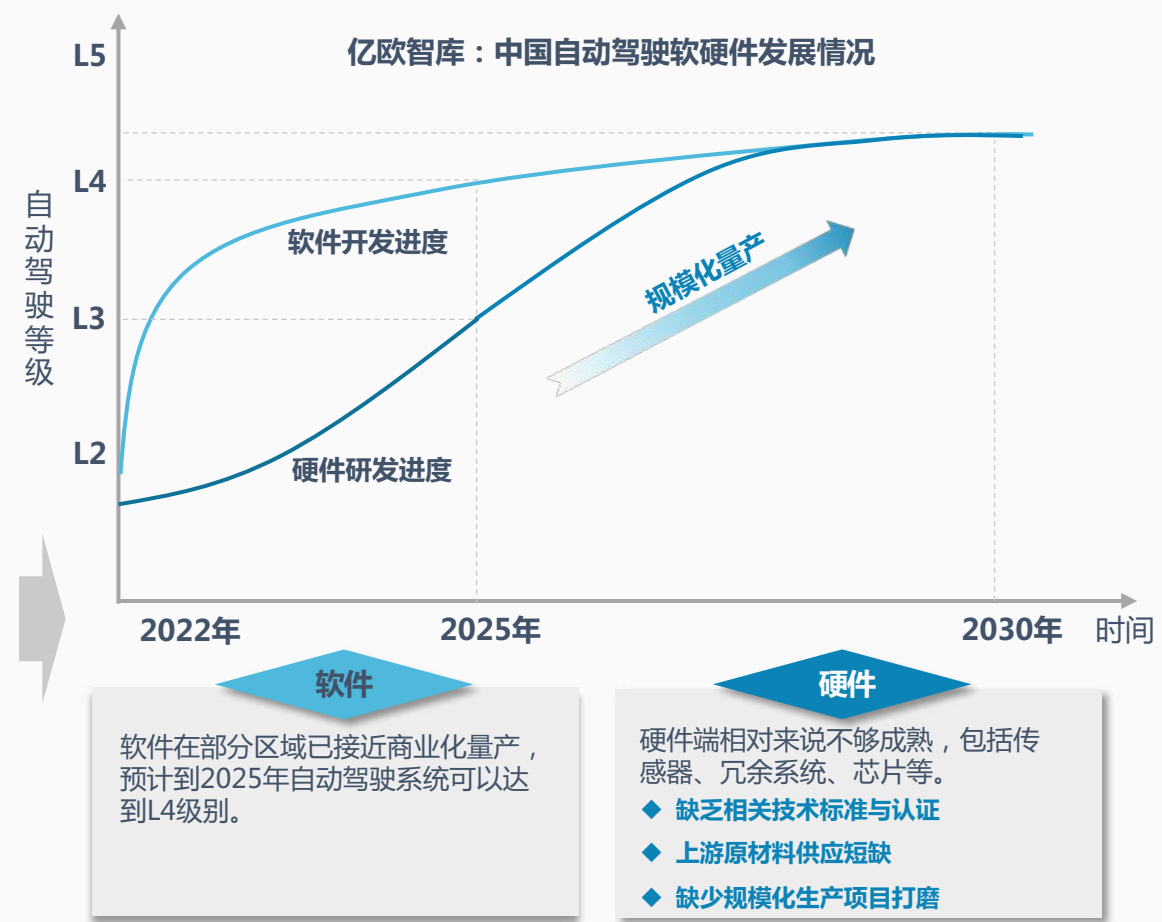 亿欧智库：中国自动驾驶软硬件发展情况
L5
L4
L3
L2
自动驾驶等级
软件开发进度
硬件研发进度
规模化量产
2022年
2025年
2030年
时间
软件
软件在部分区域已接近商业化量产，
预计到2025年自动驾驶系统可以达
到L4级别。
硬件
硬件端相对来说不够成熟，包括传
感器、冗余系统、芯片等。
◆ 缺乏相关技术标准与认证
◆ 上游原材料供应短缺
◆ 缺少规模化生产项目打磨